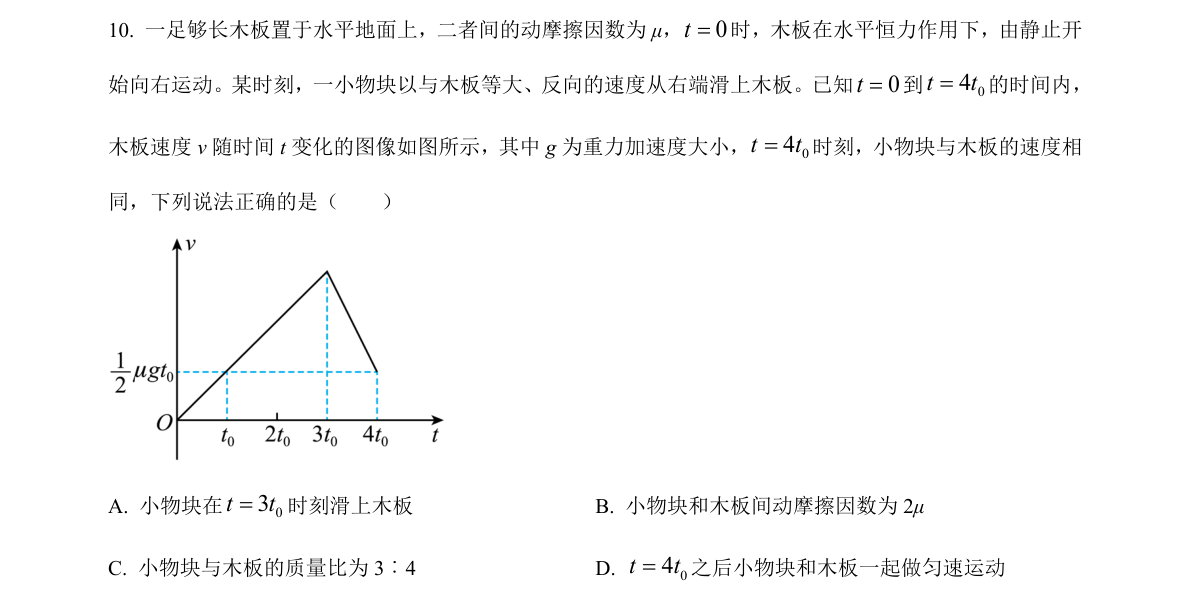 10. 一足够长木板置于水平地面上，二者间的动摩擦因数为 μ，t = 0时，木板在水平恒力作用下，由静止开
始向右运动。某时刻，一小物块以与木板等大、反向的速度从右端滑上木板。已知t = 0到t = 4t₀的时间内，
木板速度 v 随时间 t 变化的图像如图所示，其中 g 为重力加速度大小，t = 4t₀时刻，小物块与木板的速度相
同，下列说法正确的是（　　）
v
1/2 μgt₀
O t₀ 2t₀ 3t₀ 4t₀ t
A. 小物块在t = 3t₀时刻滑上木板 B. 小物块和木板间动摩擦因数为 2μ
C. 小物块与木板的质量比为 3︰4 D. t = 4t₀之后小物块和木板一起做匀速运动